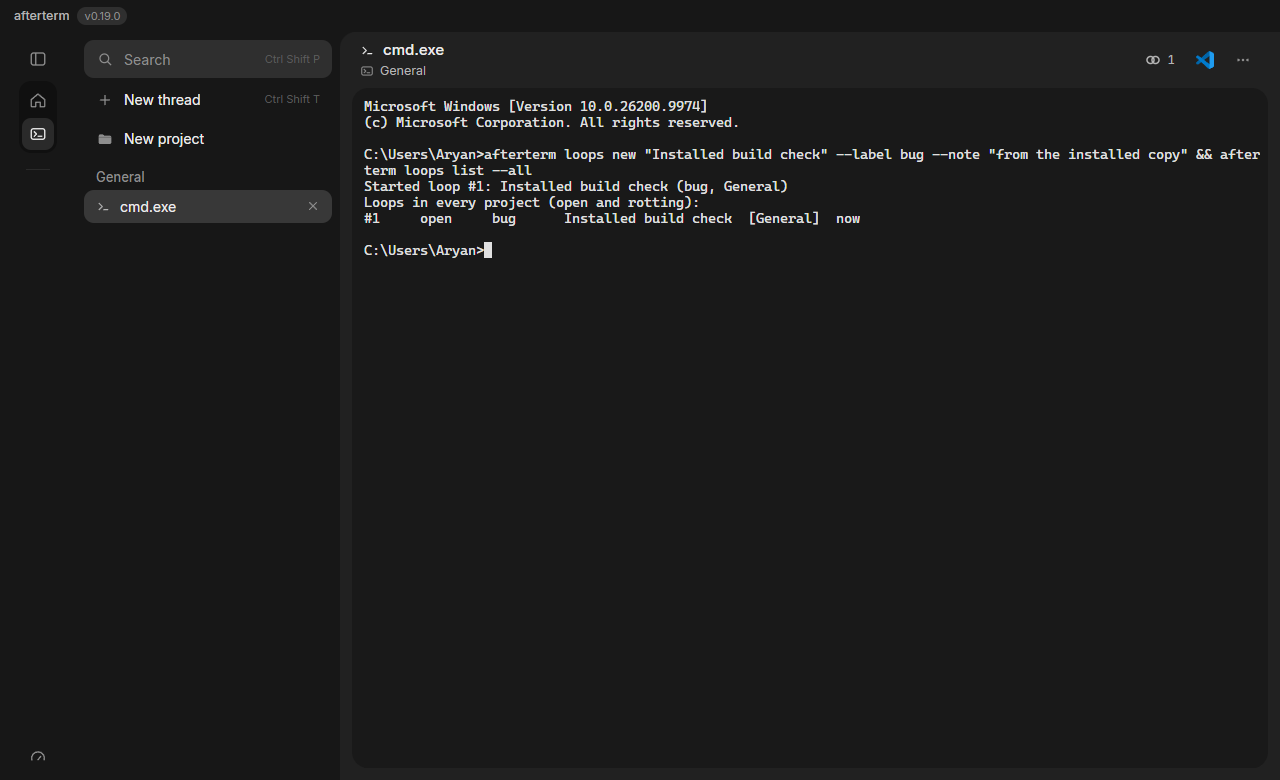 afterterm v0.19.0
Search Ctrl Shift P
New thread Ctrl Shift T
New project
General
cmd.exe
cmd.exe
General
1
Microsoft Windows [Version 10.0.26200.9974]
(c) Microsoft Corporation. All rights reserved.
C:\Users\Aryan>afterterm loops new "Installed build check" --label bug --note "from the installed copy" && after
term loops list --all
Started loop #1: Installed build check (bug, General)
Loops in every project (open and rotting):
#1     open     bug      Installed build check  [General]  now
C:\Users\Aryan>